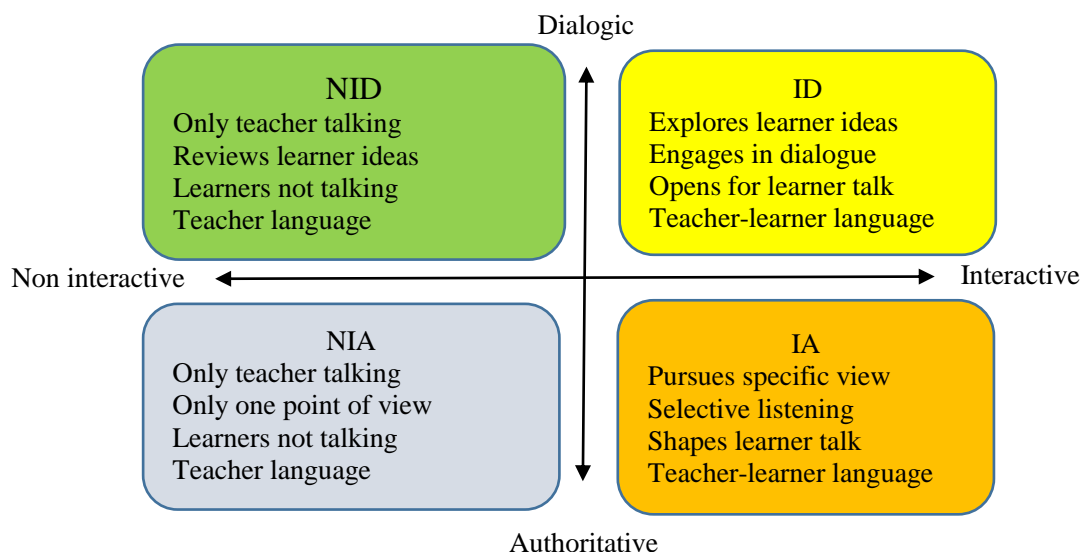 Dialogic
NID
Only teacher talking
Reviews learner ideas
Learners not talking
Teacher language
ID
Explores learner ideas
Engages in dialogue
Opens for learner talk
Teacher-learner language
Non interactive
Interactive
NIA
Only teacher talking
Only one point of view
Learners not talking
Teacher language
IA
Pursues specific view
Selective listening
Shapes learner talk
Teacher-learner language
Authoritative